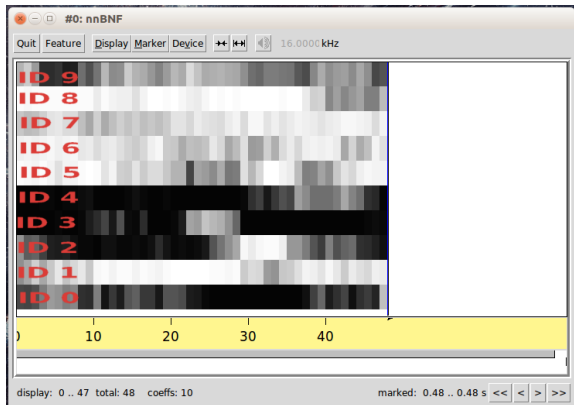 #0: nnBNF
Quit Feature Display Marker Device 16.0000 kHz
ID 9
ID 8
ID 7
ID 6
ID 5
ID 4
ID 3
ID 2
ID 1
ID 0
10 20 30 40
display: 0 .. 47 total: 48 coeffs: 10 marked: 0.48 .. 0.48 s << < > >>